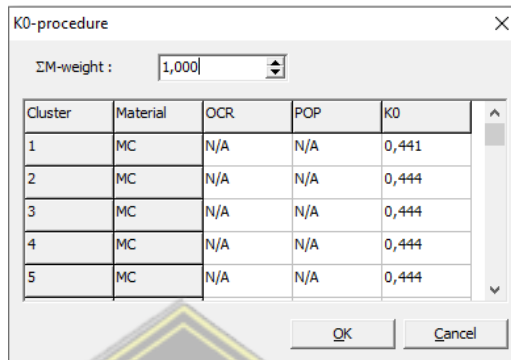 K0-procedure
ΣM-weight : 1,000
Cluster Material OCR POP K0
1 MC N/A N/A 0,441
2 MC N/A N/A 0,444
3 MC N/A N/A 0,444
4 MC N/A N/A 0,444
5 MC N/A N/A 0,444
OK Cancel